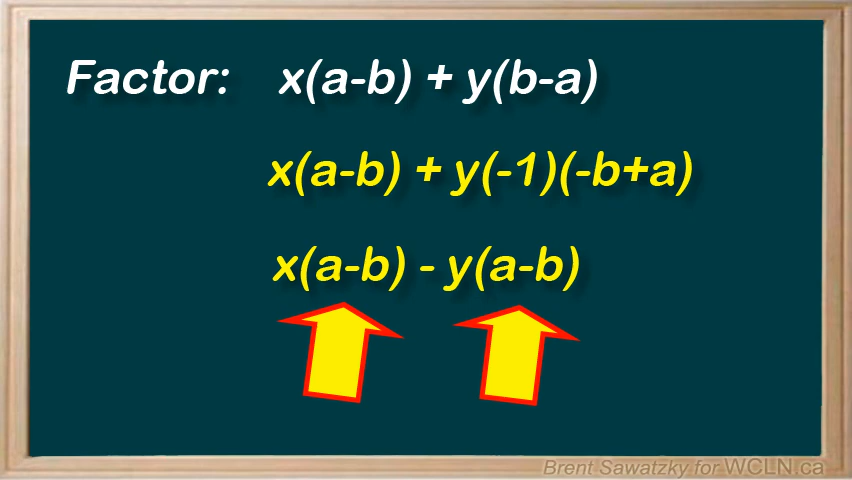 Factor: x(a-b) + y(b-a)
x(a-b) + y(-1)(-b+a)
x(a-b) - y(a-b)
Brent Sawatzky for WCLN.ca